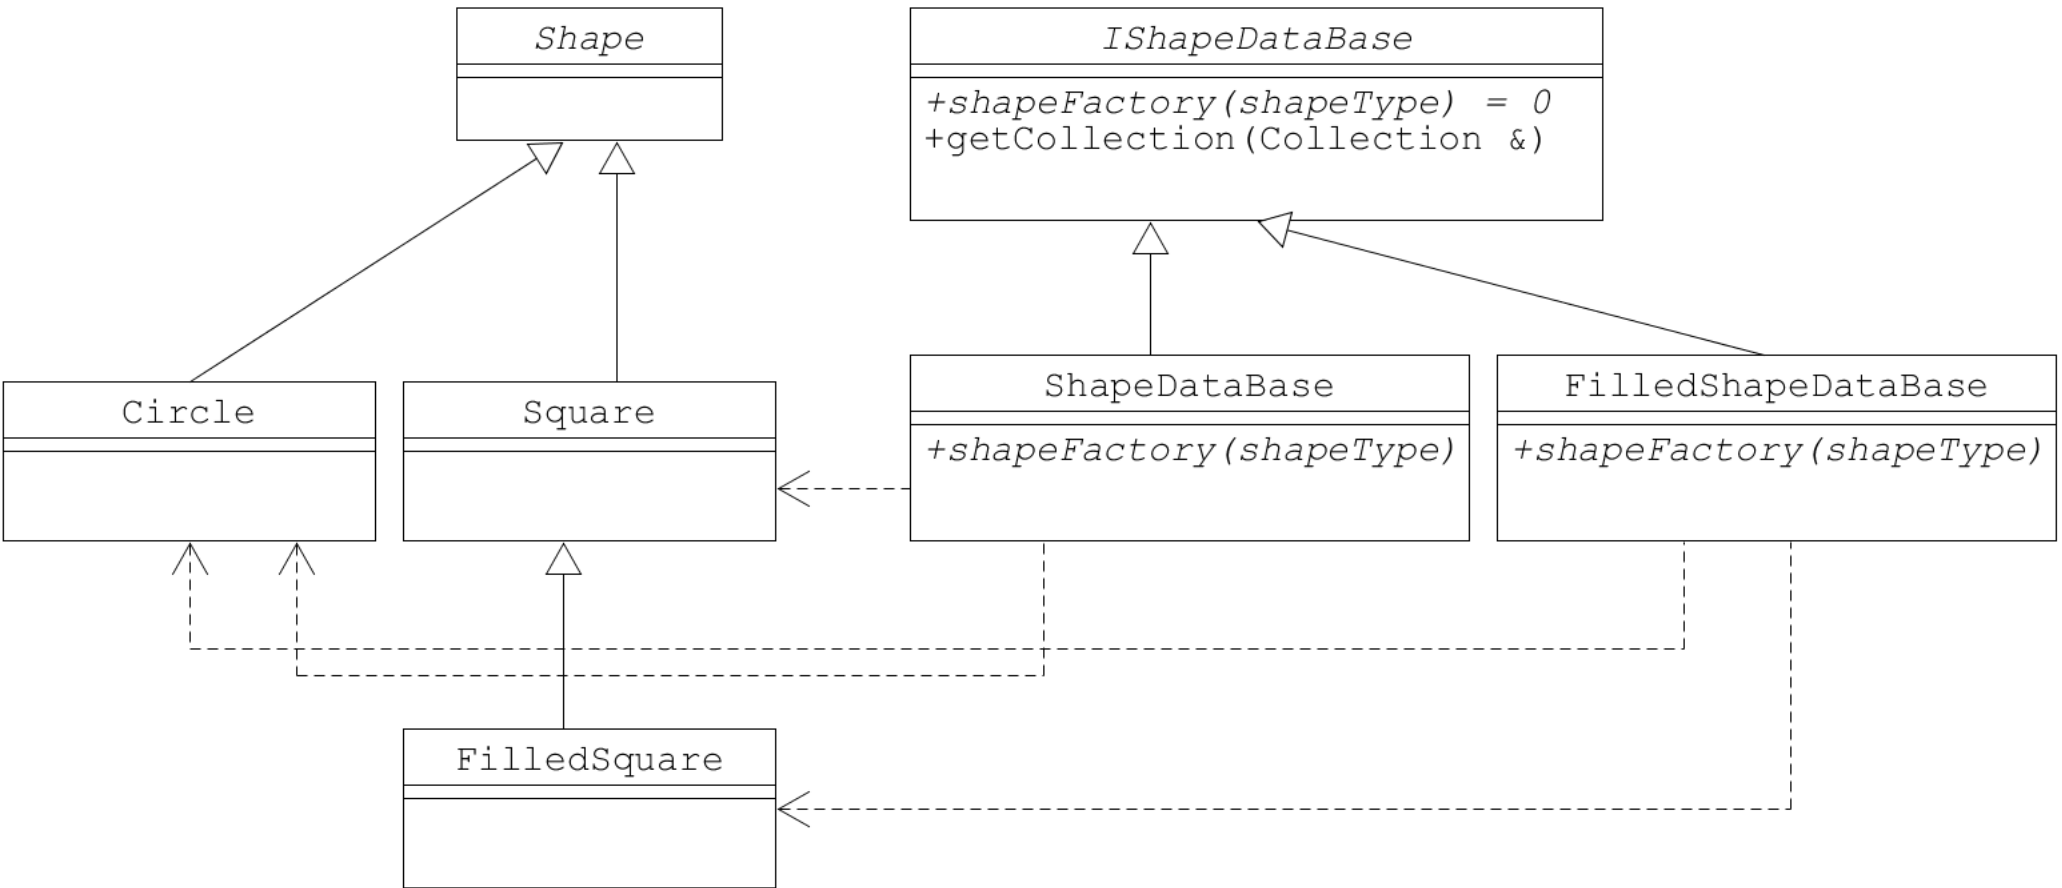 Shape
IShapeDataBase
+shapeFactory(shapeType) = 0
+getCollection(Collection &)
Circle
Square
ShapeDataBase
+shapeFactory(shapeType)
FilledShapeDataBase
+shapeFactory(shapeType)
FilledSquare